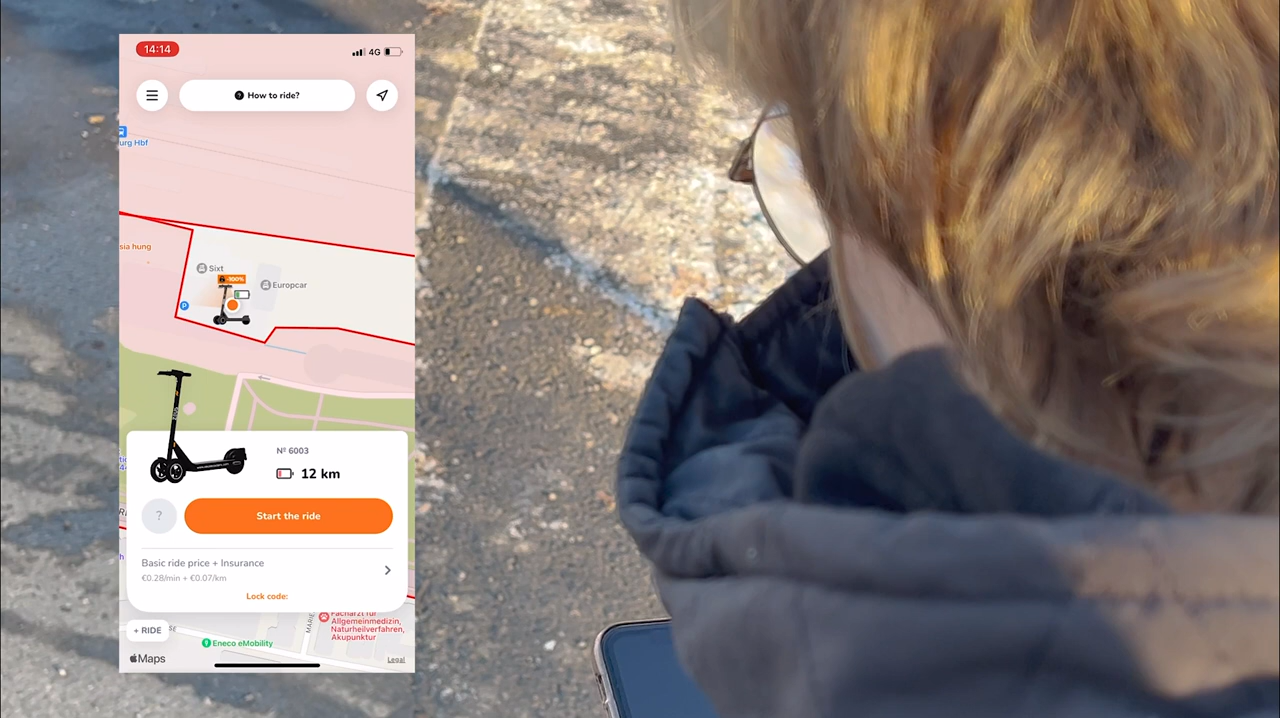 14:14
4G
How to ride?
urg Hbf
sia hung
Sixt
-100%
Europcar
P
Nº 6003
12 km
?
Start the ride
Basic ride price + Insurance
€0.28/min + €0.07/km
Lock code:
+ RIDE
Facharzt für
Allgemeinmedizin,
Naturheilverfahren,
Akupunktur
Eneco eMobility
Maps
Legal